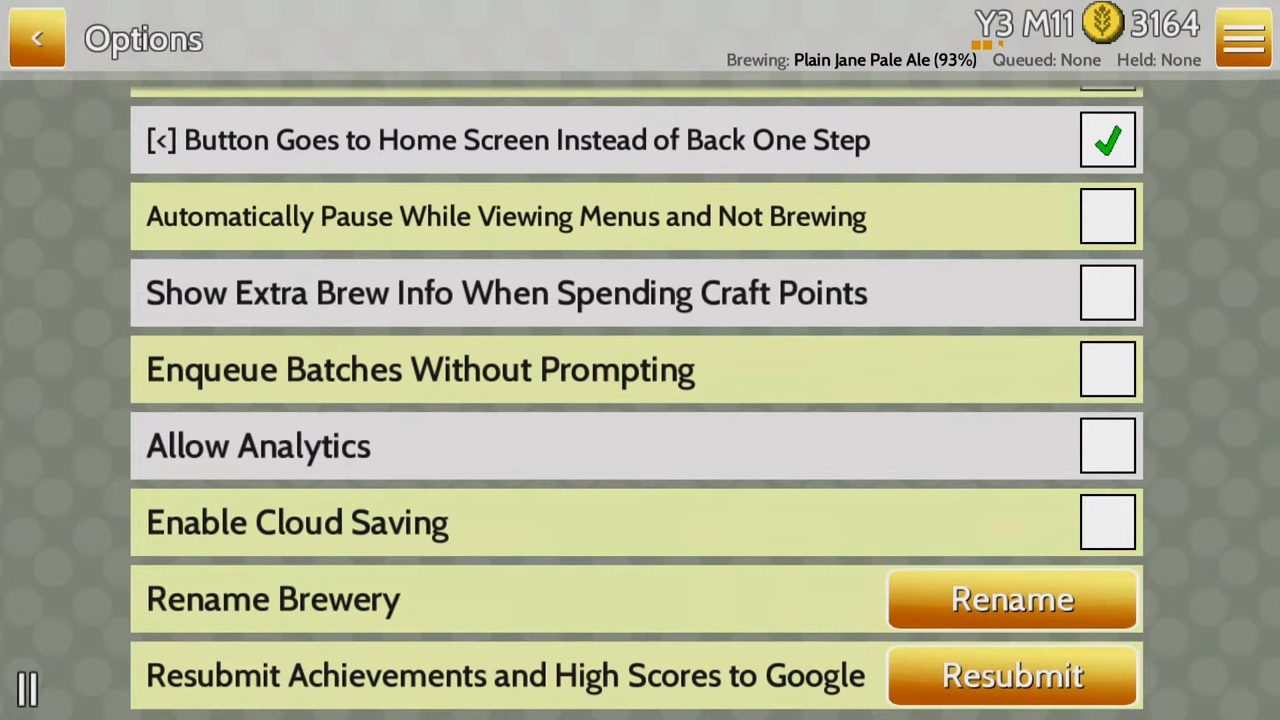 <
Options
Y3 M11 3164
Brewing: Plain Jane Pale Ale (93%) Queued: None Held: None
[<] Button Goes to Home Screen Instead of Back One Step
Automatically Pause While Viewing Menus and Not Brewing
Show Extra Brew Info When Spending Craft Points
Enqueue Batches Without Prompting
Allow Analytics
Enable Cloud Saving
Rename Brewery Rename
Resubmit Achievements and High Scores to Google Resubmit